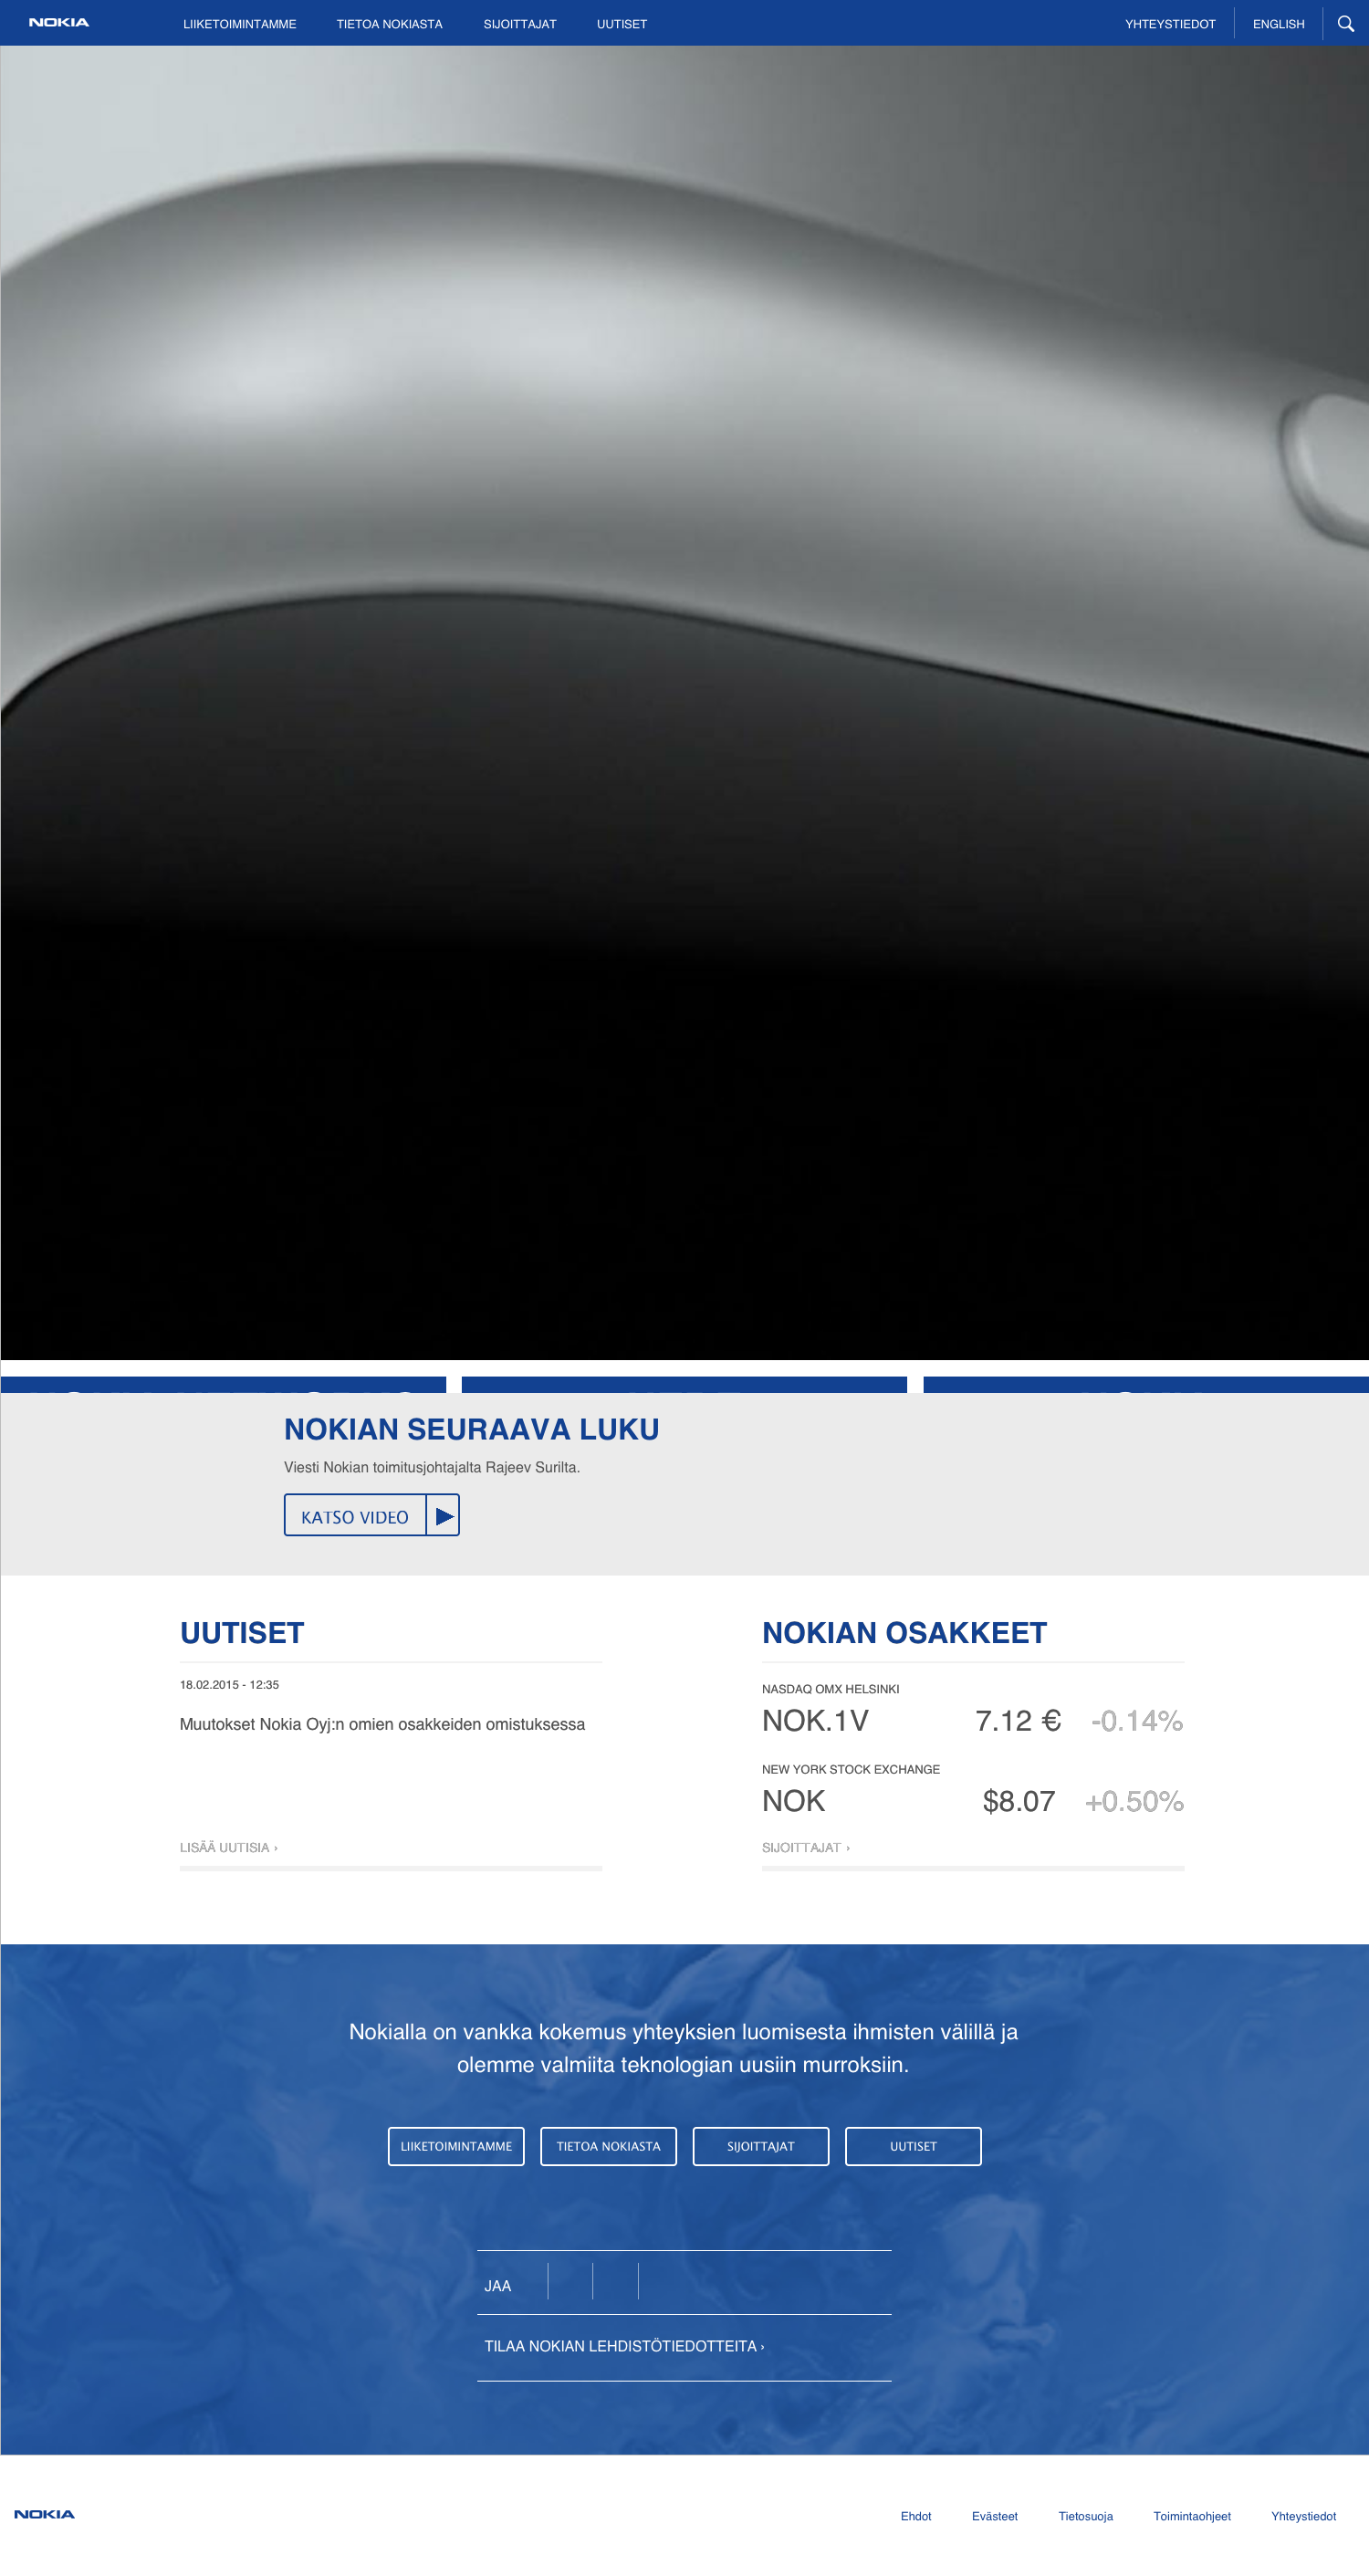 NOKIA
LIIKETOIMINTAMME
TIETOA NOKIASTA
SIJOITTAJAT
UUTISET
YHTEYSTIEDOT
ENGLISH
NOKIAN SEURAAVA LUKU
Viesti Nokian toimitusjohtajalta Rajeev Surilta.
KATSO VIDEO
UUTISET
18.02.2015 - 12:35
Muutokset Nokia Oyj:n omien osakkeiden omistuksessa
LISÄÄ UUTISIA ›
NOKIAN OSAKKEET
NASDAQ OMX HELSINKI
NOK.1V 7.12 € -0.14%
NEW YORK STOCK EXCHANGE
NOK $8.07 +0.50%
SIJOITTAJAT ›
Nokialla on vankka kokemus yhteyksien luomisesta ihmisten välillä ja
olemme valmiita teknologian uusiin murroksiin.
LIIKETOIMINTAMME
TIETOA NOKIASTA
SIJOITTAJAT
UUTISET
JAA
TILAA NOKIAN LEHDISTÖTIEDOTTEITA ›
NOKIA
Ehdot
Evästeet
Tietosuoja
Toimintaohjeet
Yhteystiedot